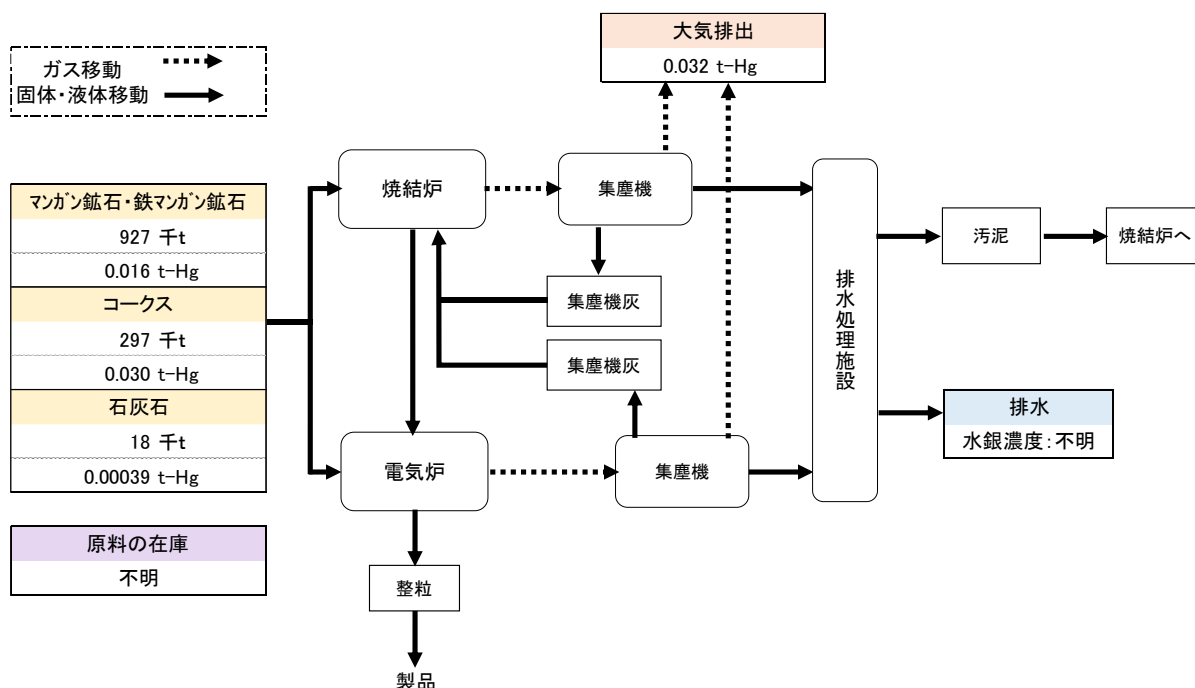 ガス移動
固体・液体移動
大気排出
0.032 t-Hg
マンガン鉱石・鉄マンガン鉱石
927 千t
0.016 t-Hg
コークス
297 千t
0.030 t-Hg
石灰石
18 千t
0.00039 t-Hg
原料の在庫
不明
焼結炉
集塵機
集塵機灰
集塵機灰
電気炉
集塵機
整粒
製品
排水処理施設
汚泥
焼結炉へ
排水
水銀濃度:不明